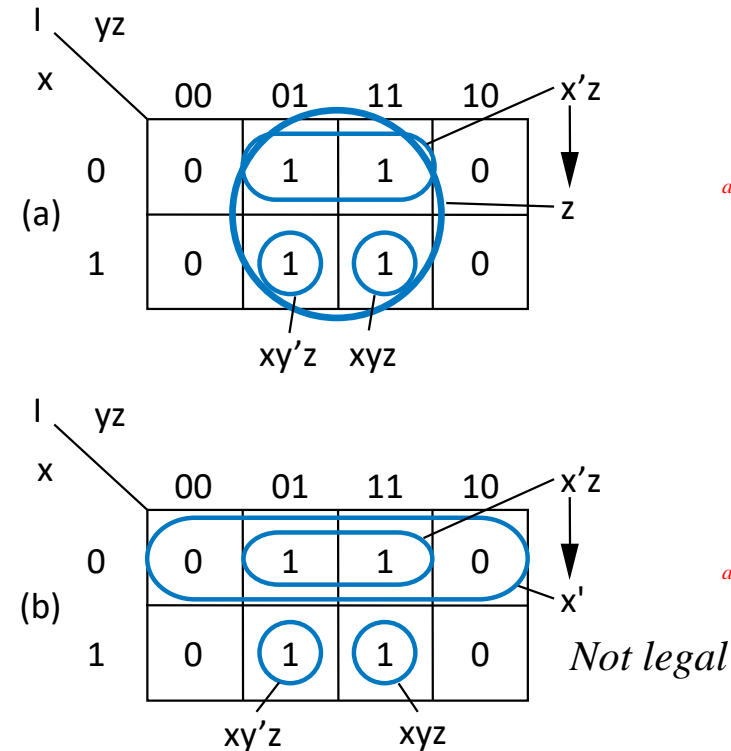 I yz
x
00 01 11 10 x’z
0 0 1 1 0
a
(a) z
1 0 1 1 0
xy’z xyz
I yz
x
00 01 11 10 x’z
0 0 1 1 0
a
(b) x'
1 0 1 1 0 Not legal
xy’z xyz